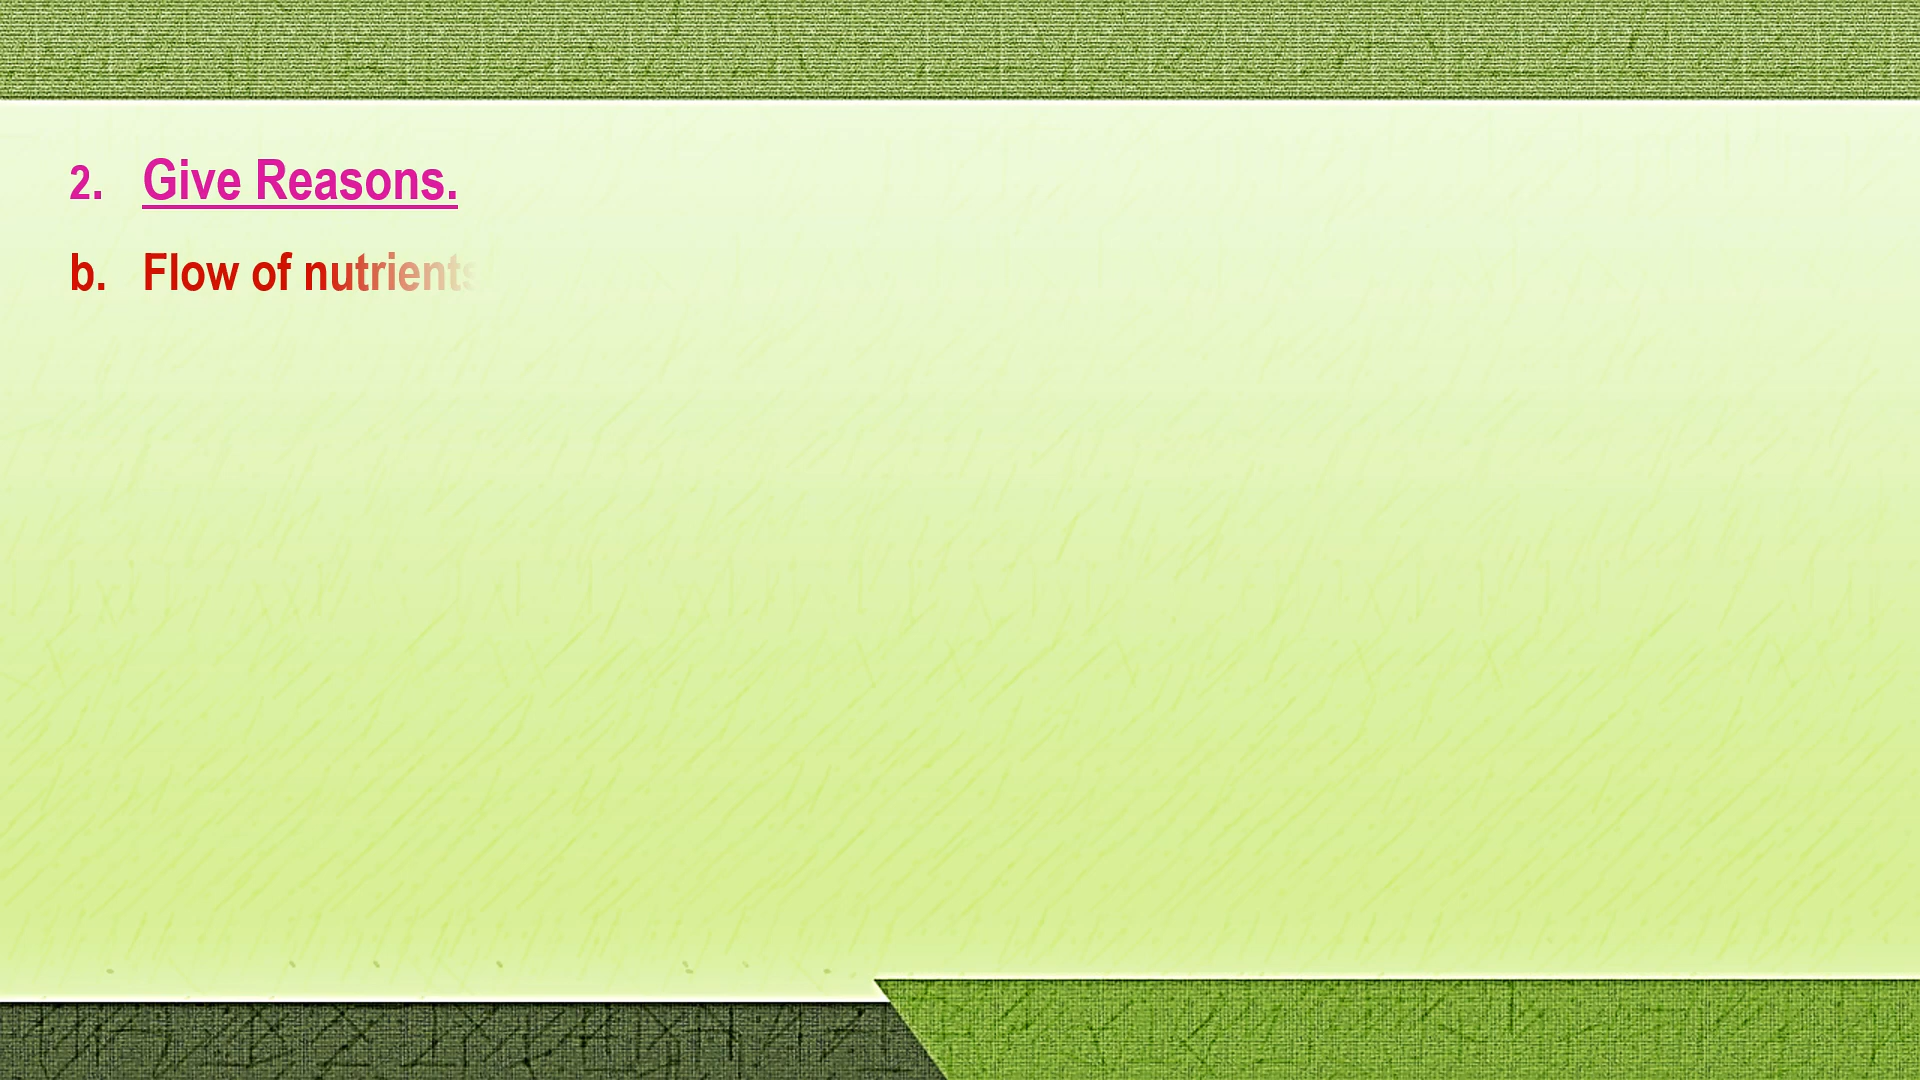 2. Give Reasons.
b. Flow of nutrients